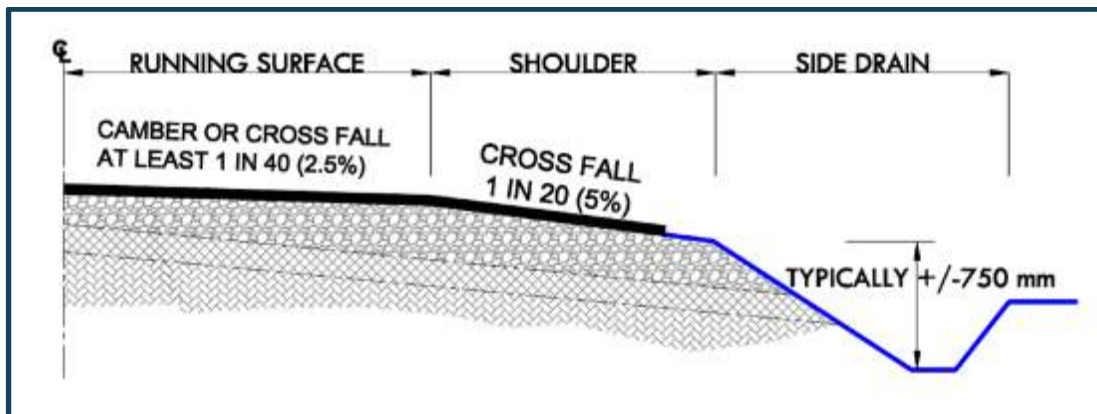 ℄
RUNNING SURFACE
SHOULDER
SIDE DRAIN
CAMBER OR CROSS FALL
AT LEAST 1 IN 40 (2.5%)
CROSS FALL
1 IN 20 (5%)
TYPICALLY +/-750 mm